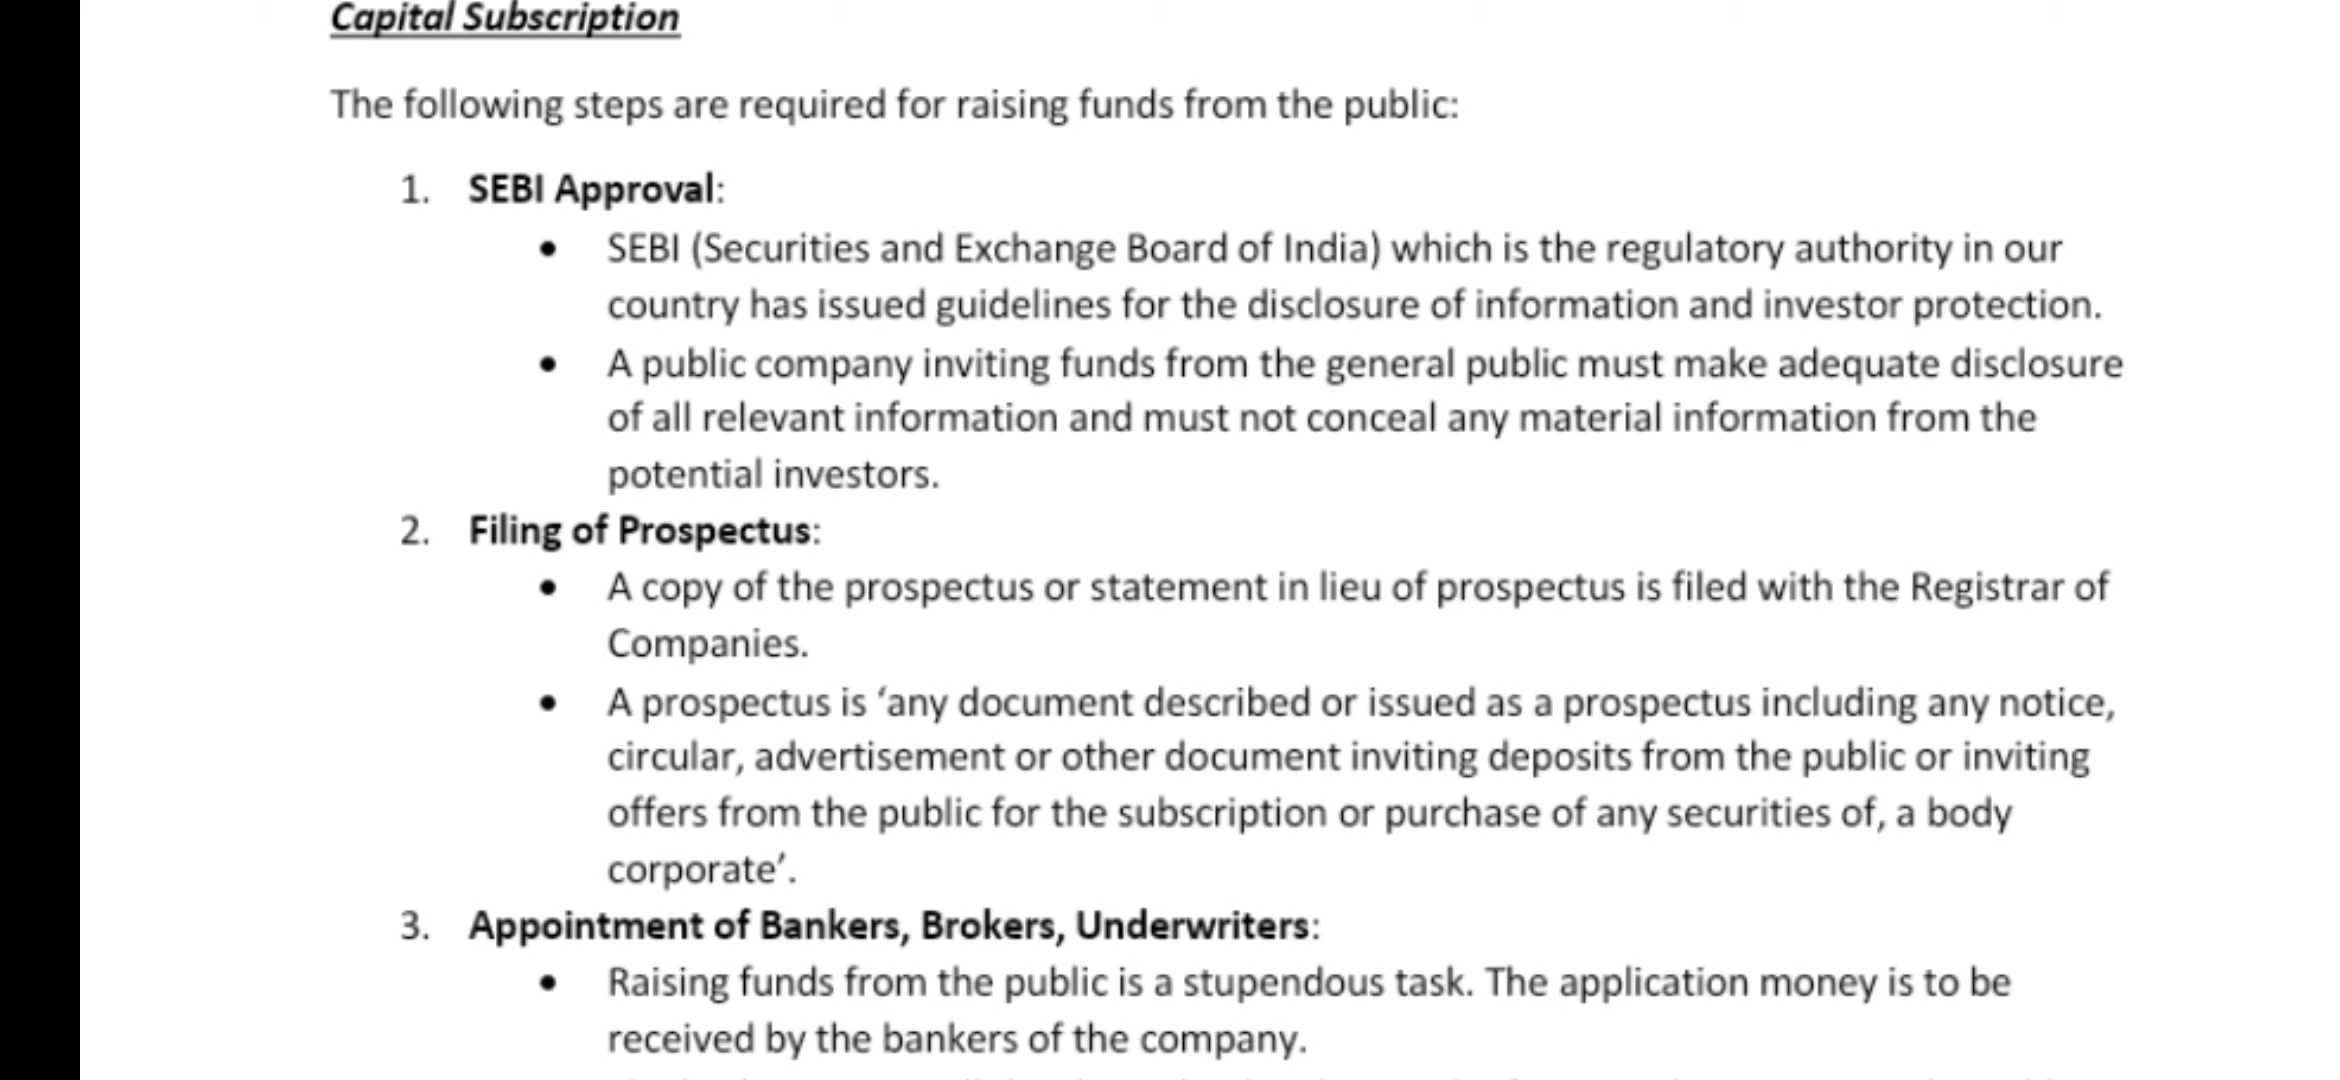 Capital Subscription
The following steps are required for raising funds from the public:
1. SEBI Approval:
• SEBI (Securities and Exchange Board of India) which is the regulatory authority in our
country has issued guidelines for the disclosure of information and investor protection.
• A public company inviting funds from the general public must make adequate disclosure
of all relevant information and must not conceal any material information from the
potential investors.
2. Filing of Prospectus:
• A copy of the prospectus or statement in lieu of prospectus is filed with the Registrar of
Companies.
• A prospectus is ‘any document described or issued as a prospectus including any notice,
circular, advertisement or other document inviting deposits from the public or inviting
offers from the public for the subscription or purchase of any securities of, a body
corporate’.
3. Appointment of Bankers, Brokers, Underwriters:
• Raising funds from the public is a stupendous task. The application money is to be
received by the bankers of the company.